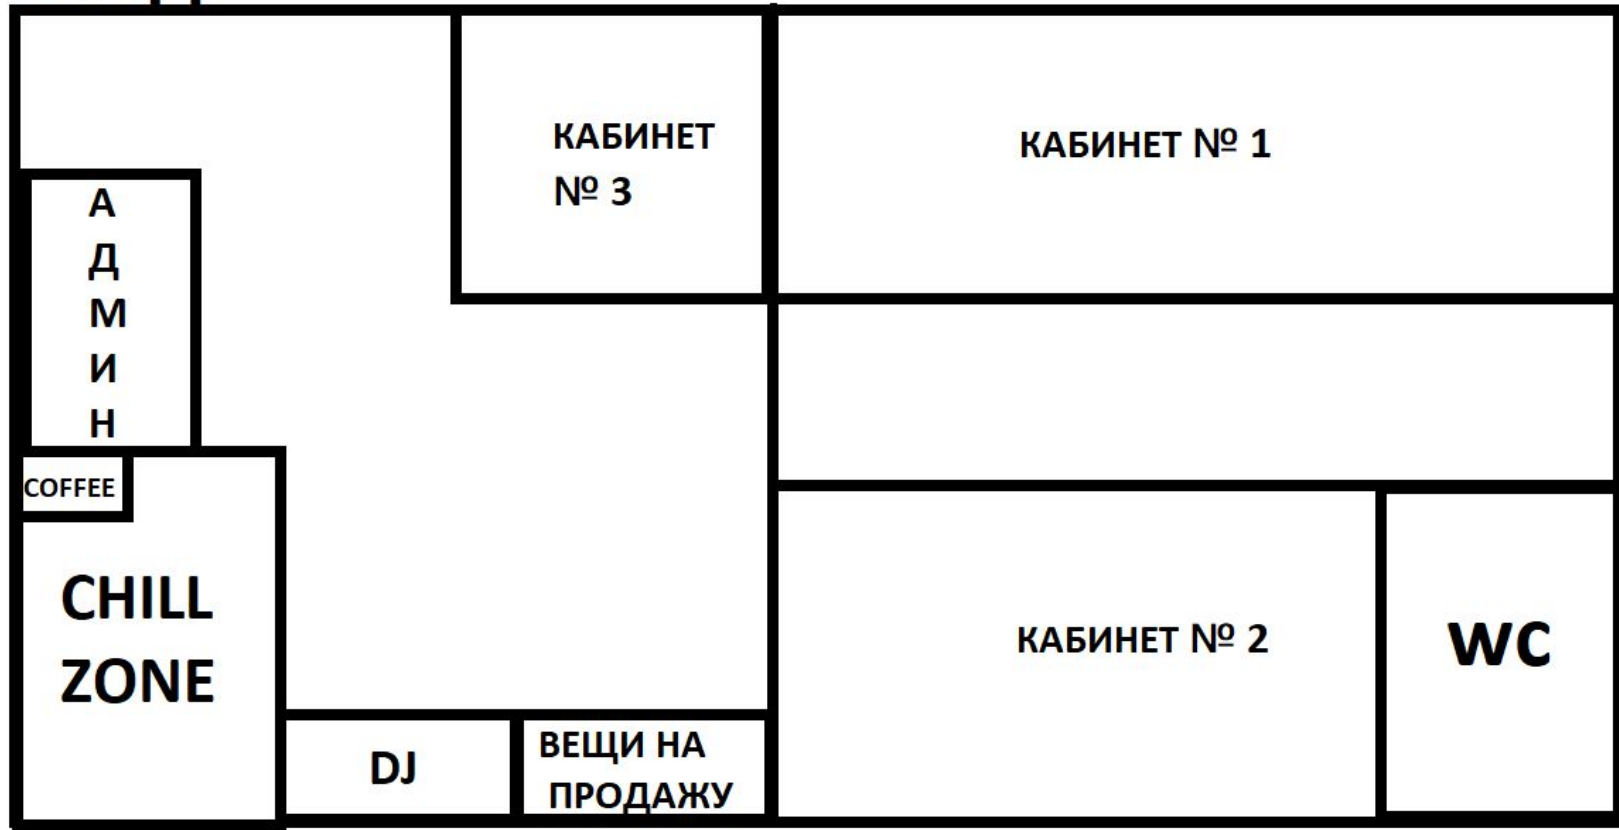 КАБИНЕТ
№ 3
КАБИНЕТ № 1
А
Д
М
И
Н
COFFEE
CHILL
ZONE
DJ
ВЕЩИ НА
ПРОДАЖУ
КАБИНЕТ № 2
WC